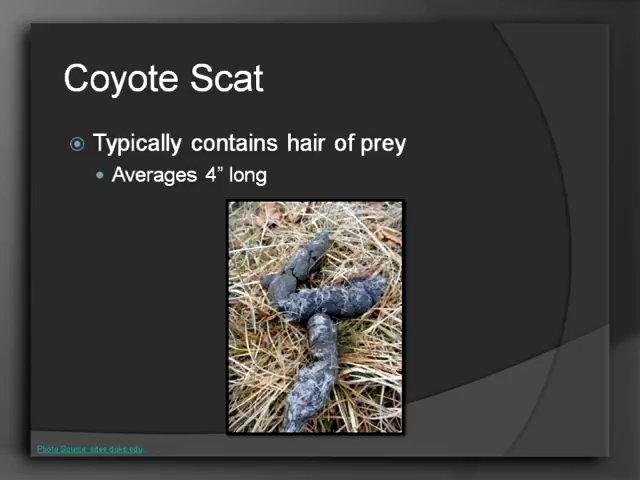 Coyote Scat
Typically contains hair of prey
Averages 4” long
Photo Source: sites.duke.edu